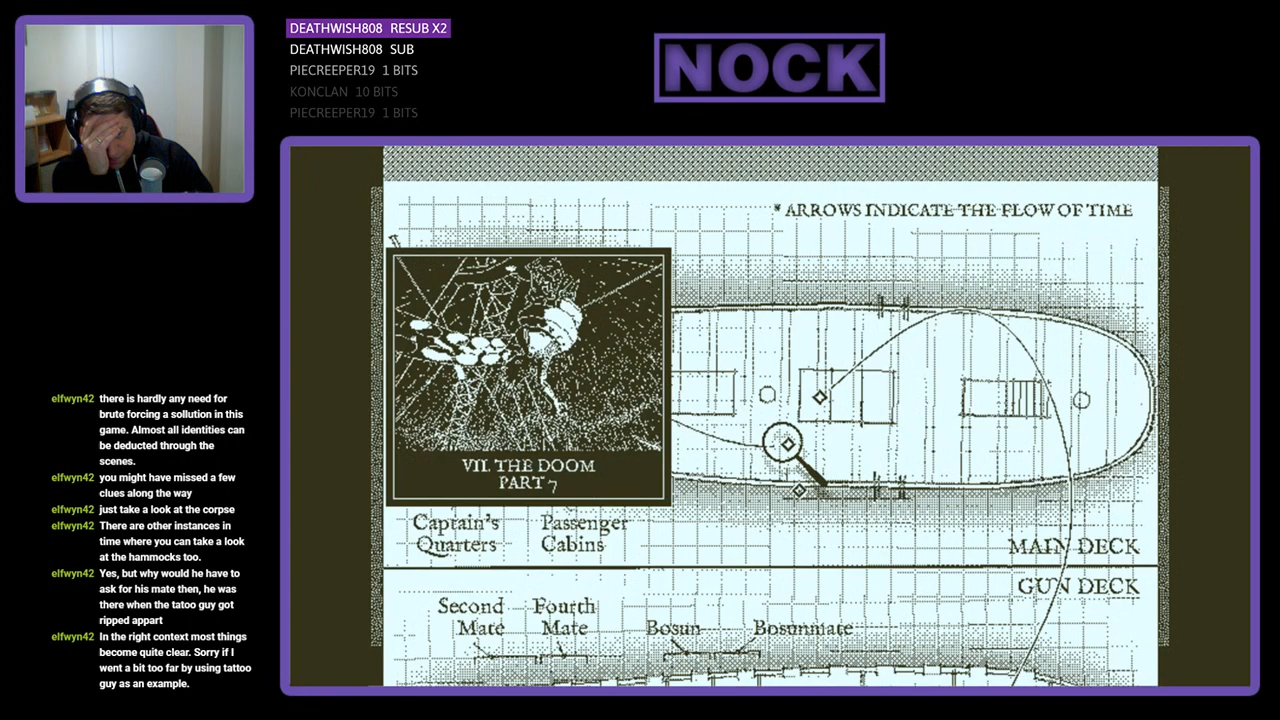 DEATHWISH808 RESUB X2
DEATHWISH808 SUB
PIECREEPER19 1 BITS
KONCLAN 10 BITS
PIECREEPER19 1 BITS
NOCK
* ARROWS INDICATE THE FLOW OF TIME
VII. THE DOOM
PART 7
Captain's
Quarters
Passenger
Cabins
MAIN DECK
GUN DECK
Second
Mate
Fourth
Mate
Bosun
Bosunmate
elfwyn42 there is hardly any need for
brute forcing a sollution in this
game. Almost all identities can
be deducted through the
scenes.
elfwyn42 you might have missed a few
clues along the way
elfwyn42 just take a look at the corpse
elfwyn42 There are other instances in
time where you can take a look
at the hammocks too.
elfwyn42 Yes, but why would he have to
ask for his mate then, he was
there when the tatoo guy got
ripped appart
elfwyn42 In the right context most things
become quite clear. Sorry if I
went a bit too far by using tattoo
guy as an example.